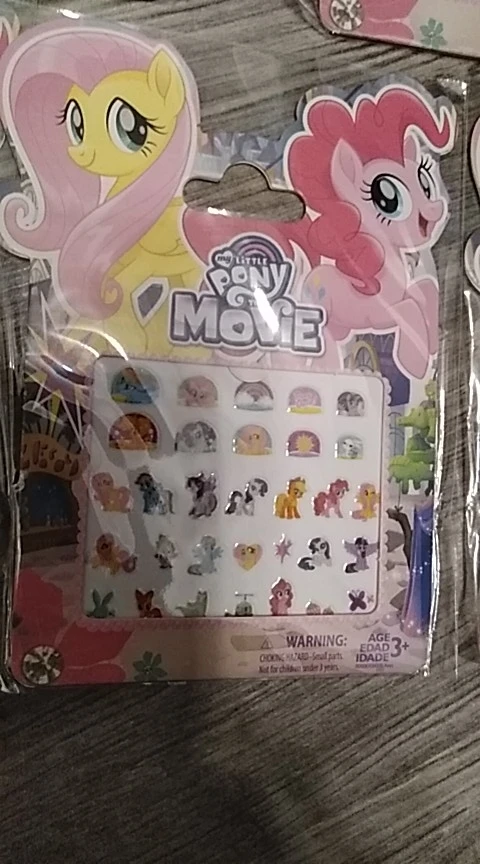 my LITTLE
PONY
THE
MOViE
WARNING:
CHOKING HAZARD-Small parts.
Not for children under 3 years.
AGE
EDAD
IDADE
3+